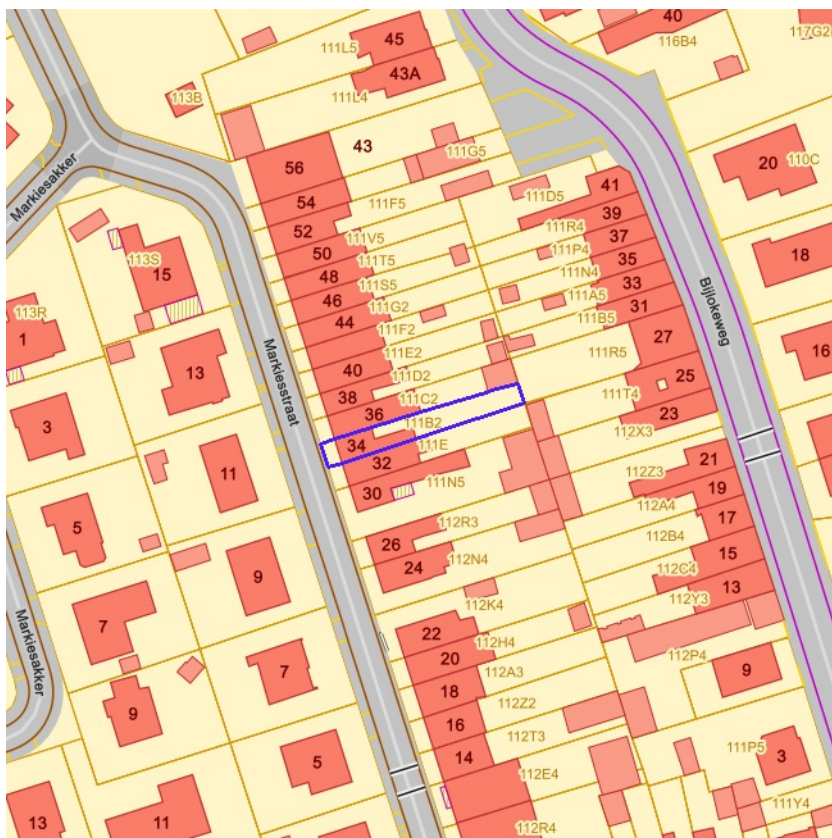 40
116B4
117G2
45
111L5
43A
111L4
113B
43
111G5
56
54
111F5
52
111V5
50
111T5
48
111S5
46
111G2
44
111F2
111E2
40
111D2
38
111C2
36
111B2
34
111E
32
30
111N5
112R3
26
112N4
24
112K4
22
112H4
20
112A3
18
112Z2
16
112T3
14
112E4
112R4
41
111D5
39
111R4
37
111P4
35
111N4
33
111A5
31
111B5
27
111R5
25
111T4
23
112X3
21
112Z3
19
112A4
17
112B4
15
112C4
13
112Y3
112P4
9
111P5
3
111Y4
20
110C
18
16
Bijlokeweg
Markiesstraat
Markiesakker
Markiesakker
113S
15
113R
1
13
3
11
5
9
7
7
9
5
13
11